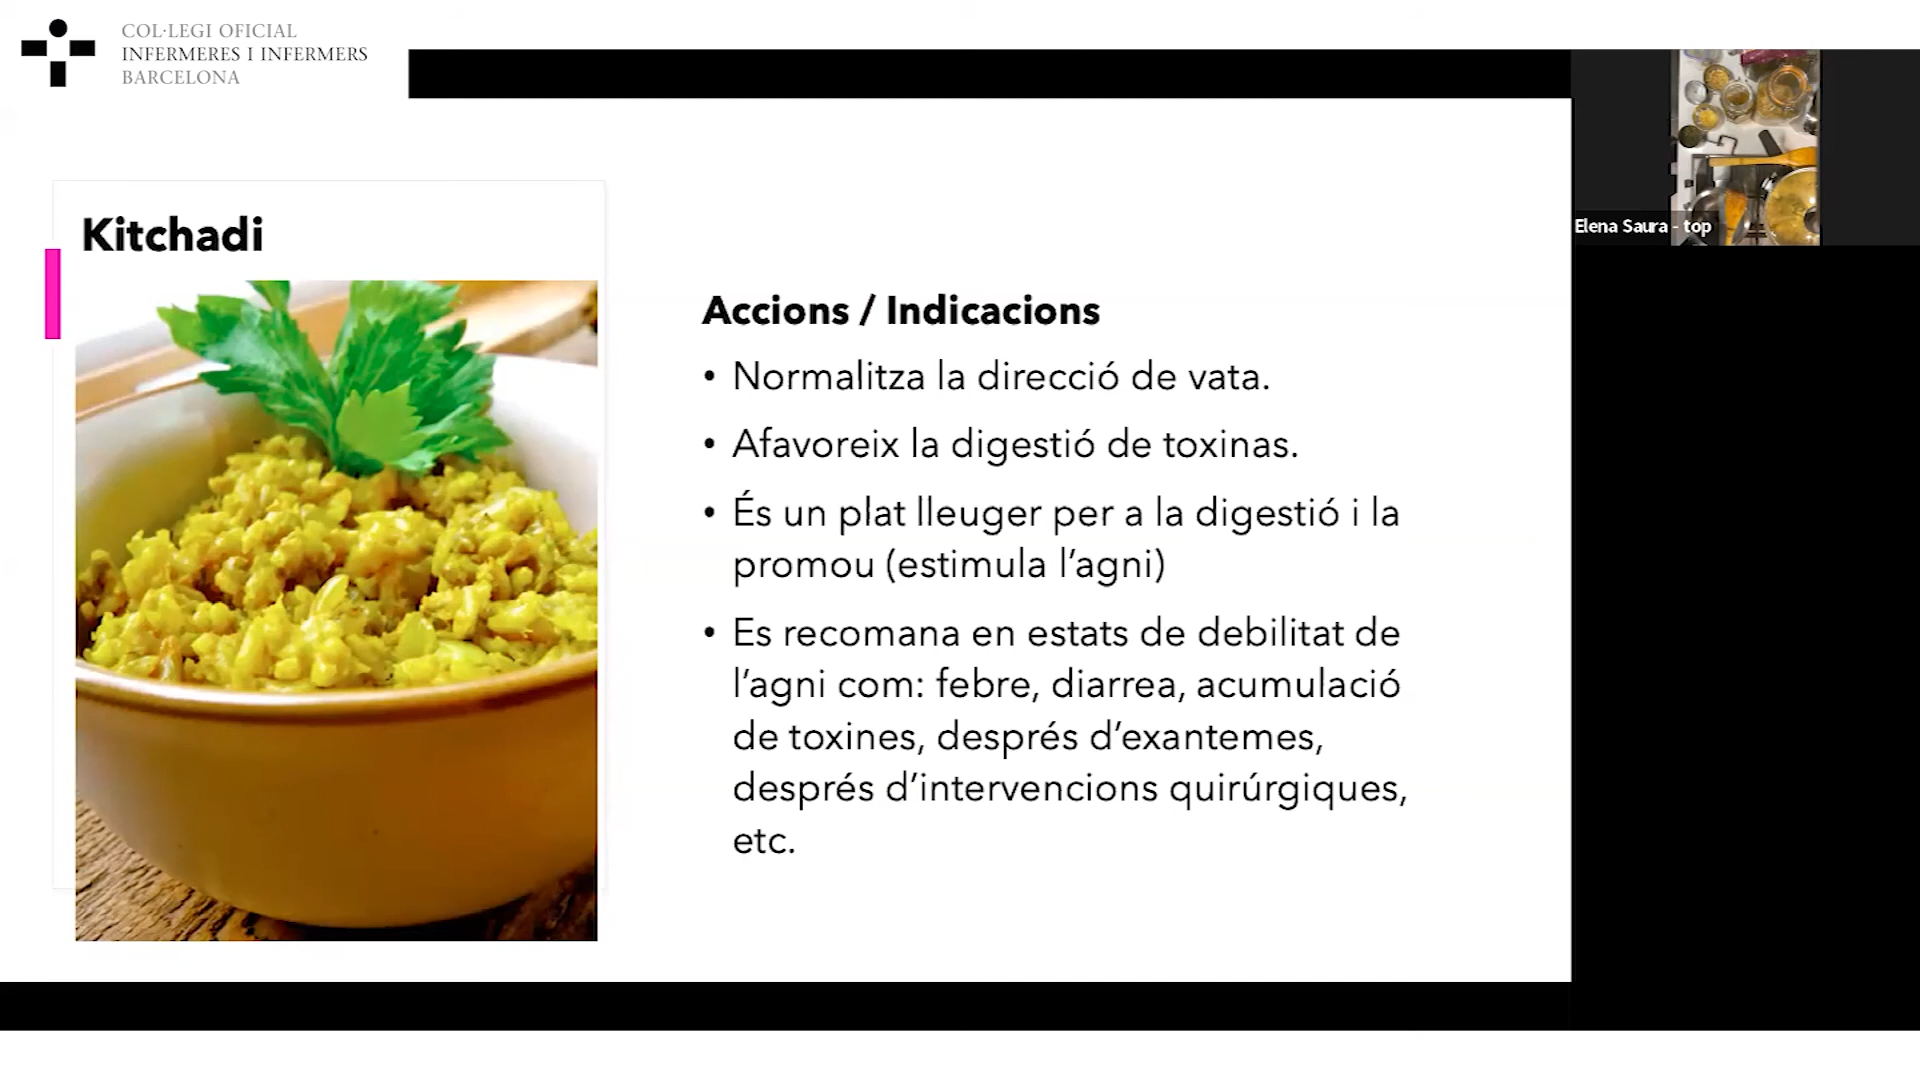 COL·LEGI OFICIAL
INFERMERES I INFERMERS
BARCELONA
Kitchadi
Accions / Indicacions
• Normalitza la direcció de vata.
• Afavoreix la digestió de toxinas.
• És un plat lleuger per a la digestió i la
promou (estimula l’agni)
• Es recomana en estats de debilitat de
l’agni com: febre, diarrea, acumulació
de toxines, després d’exantemes,
després d’intervencions quirúrgiques,
etc.
Elena Saura - top